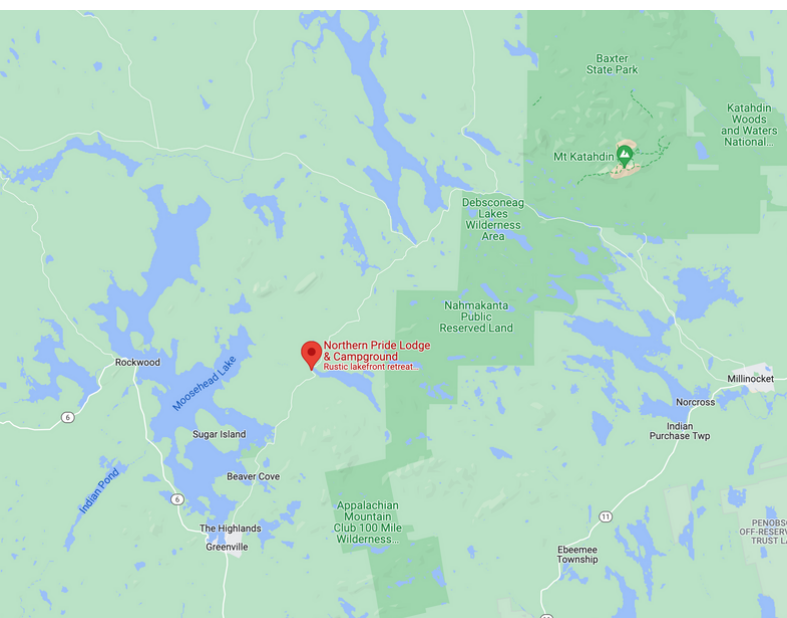 Baxter
State Park
Katahdin
Woods
and Waters
National...
Mt Katahdin
Debsconeag
Lakes
Wilderness
Area
Nahmakanta
Public
Reserved Land
Northern Pride Lodge
& Campground
Rustic lakefront retreat...
Rockwood
Moosehead Lake
Millinocket
6
Norcross
Sugar Island
Indian
Purchase Twp
Beaver Cove
Indian Pond
6
Appalachian
Mountain
Club 100 Mile
Wilderness...
11
The Highlands
Greenville
PENOBS
OFF-RESERV
TRUST LA
Ebeemee
Township